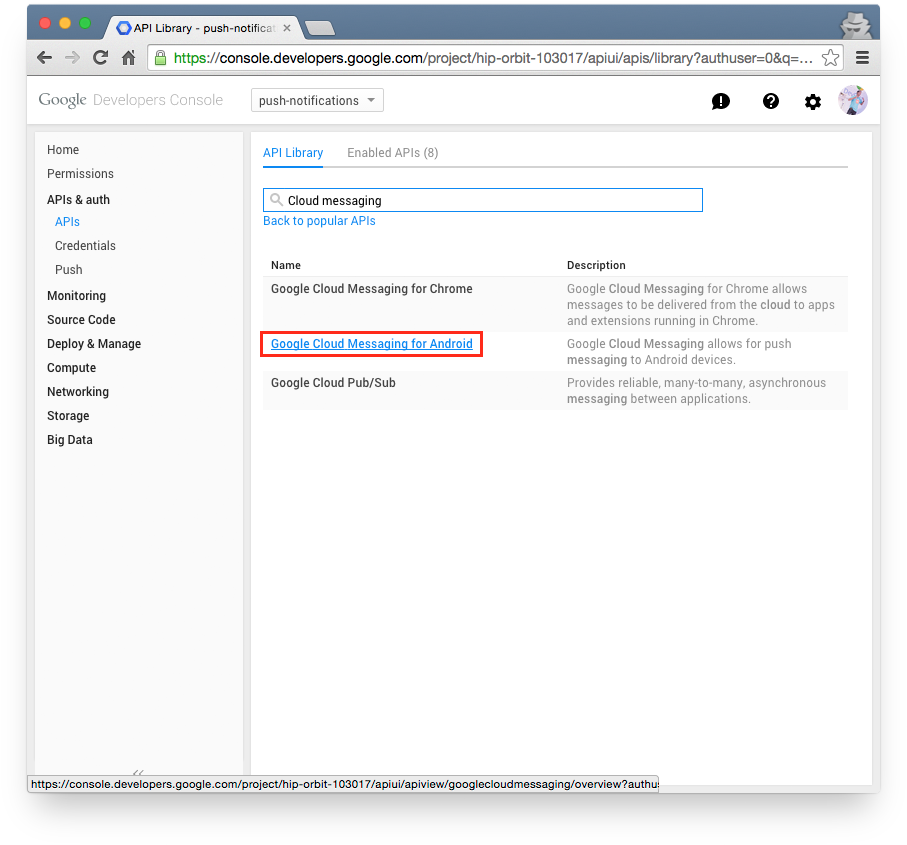 API Library - push-notificat
https://console.developers.google.com/project/hip-orbit-103017/apiui/apis/library?authuser=0&q=...
Google Developers Console
push-notifications
Home
Permissions
APIs & auth
APIs
Credentials
Push
Monitoring
Source Code
Deploy & Manage
Compute
Networking
Storage
Big Data
API Library
Enabled APIs (8)
Cloud messaging
Back to popular APIs
Name
Description
Google Cloud Messaging for Chrome
Google Cloud Messaging for Chrome allows
messages to be delivered from the cloud to apps
and extensions running in Chrome.
Google Cloud Messaging for Android
Google Cloud Messaging allows for push
messaging to Android devices.
Google Cloud Pub/Sub
Provides reliable, many-to-many, asynchronous
messaging between applications.
https://console.developers.google.com/project/hip-orbit-103017/apiui/apiview/googlecloudmessaging/overview?authu